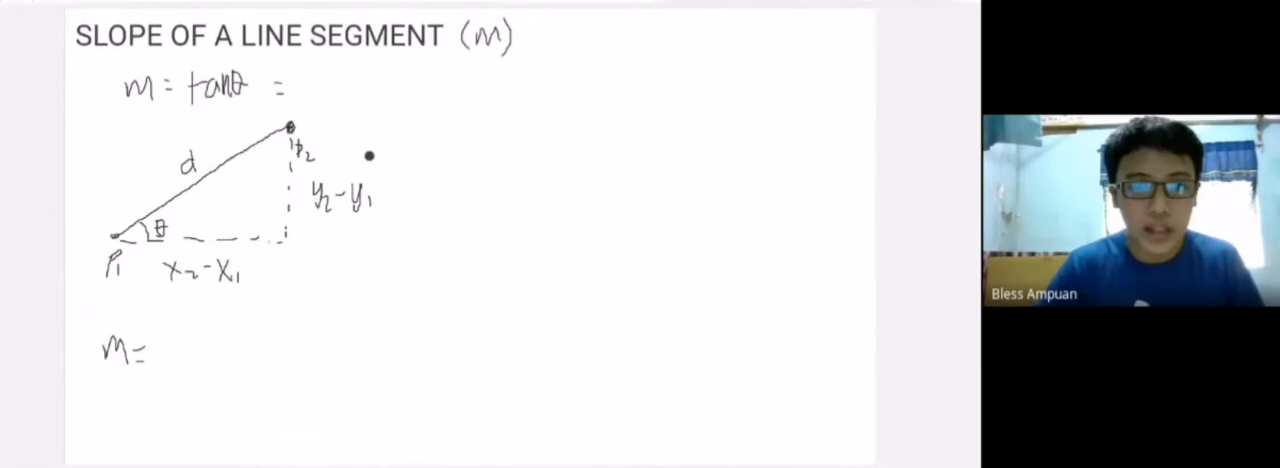 SLOPE OF A LINE SEGMENT (m)
m = tanθ =
P₂
d
y₂-y₁
θ
P₁
x₂-x₁
m=
Bless Ampuan